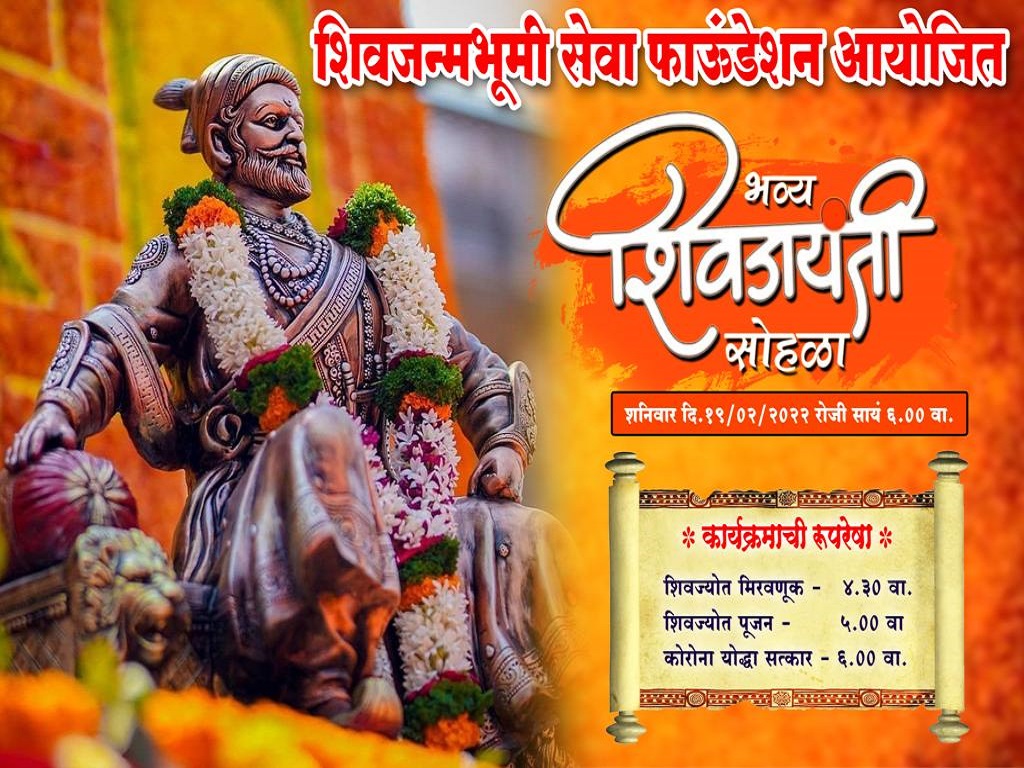 शिवजन्मभूमी सेवा फाऊंडेशन आयोजित
भव्य
शिवजयंती
सोहळा
शनिवार दि.१९/०२/२०२२ रोजी सायं ६.०० वा.
* कार्यक्रमाची रूपरेषा *
शिवज्योत मिरवणूक - ४.३० वा.
शिवज्योत पूजन - ५.०० वा
कोरोना योद्धा सत्कार - ६.०० वा.